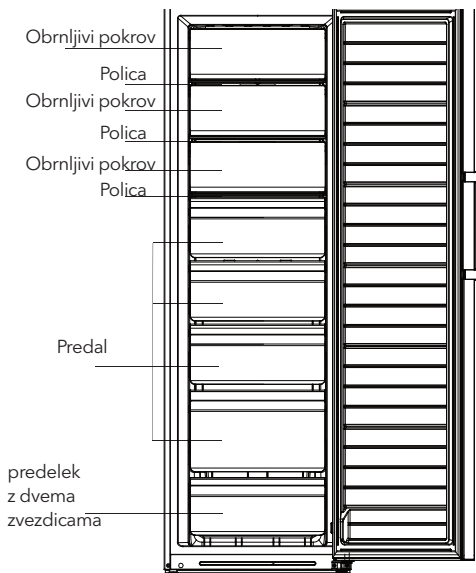 Obrnljivi pokrov
Polica
Obrnljivi pokrov
Polica
Obrnljivi pokrov
Polica
Predal
predelek
z dvema
zvezdicama